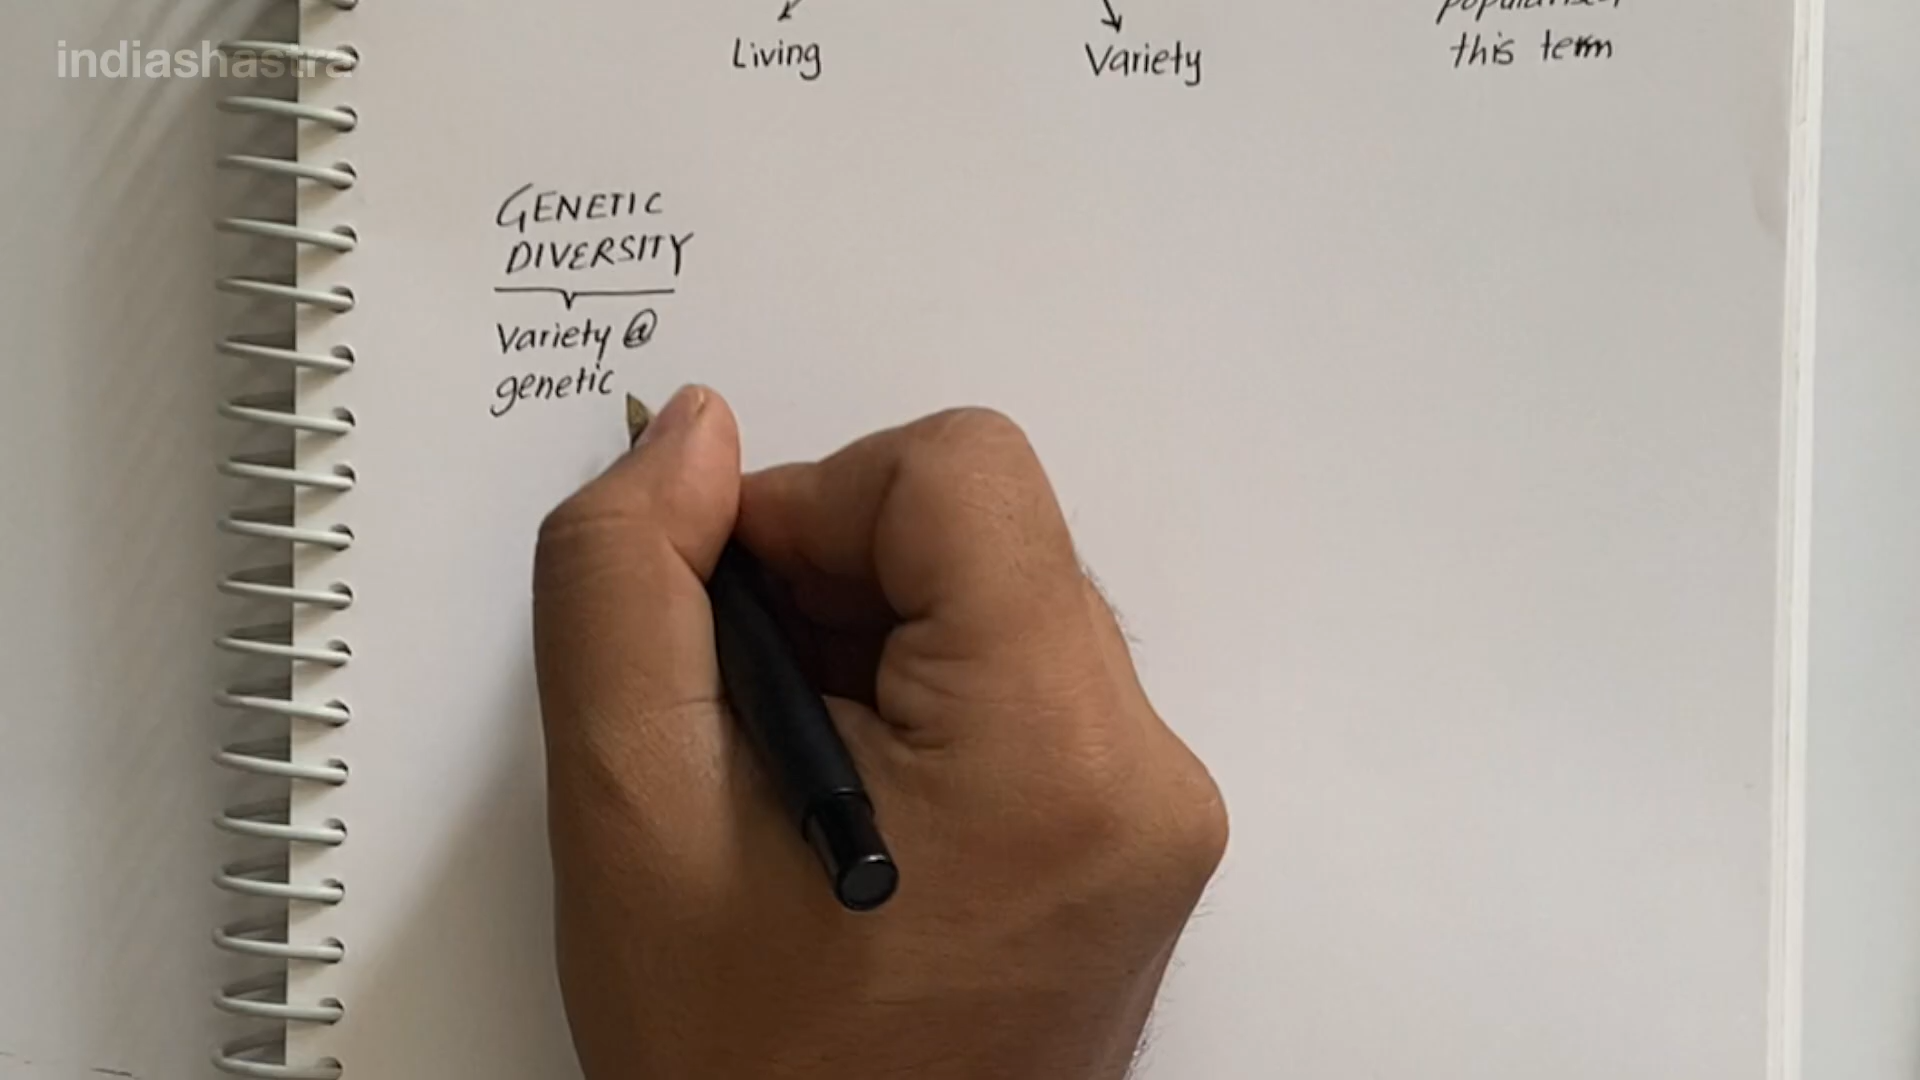 indiashastra
Living
Variety
this term
GENETIC
DIVERSITY
Variety @
genetic